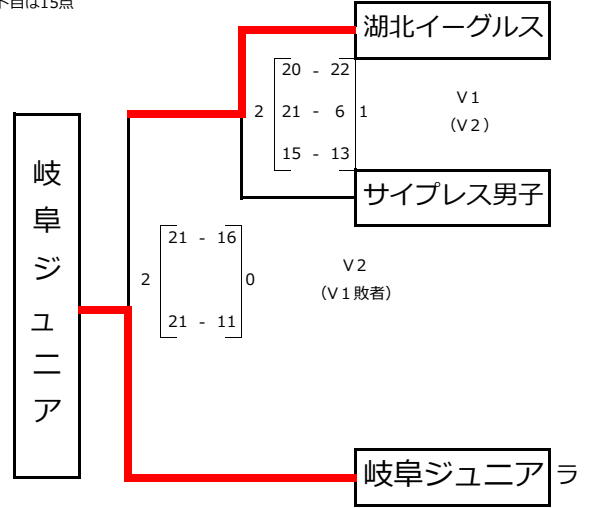 下目は15点
湖北イーグルス
20 - 22
2 21 - 6 1
15 - 13
V1
(V2)
サイプレス男子
岐阜ジュニア
21 - 16
2 0
21 - 11
V2
(V1敗者)
岐阜ジュニア ラ